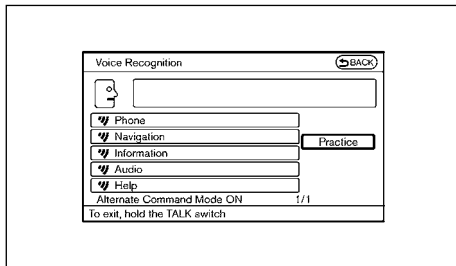 Voice Recognition
BACK
Phone
Navigation
Practice
Information
Audio
Help
Alternate Command Mode ON 1/1
To exit, hold the TALK switch